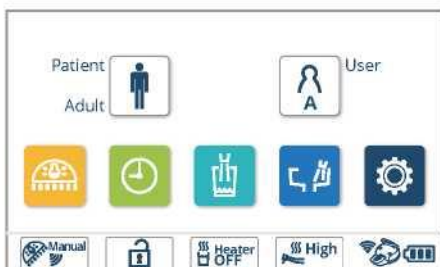 Patient
User
Adult
A
Manual
Heater
OFF
High